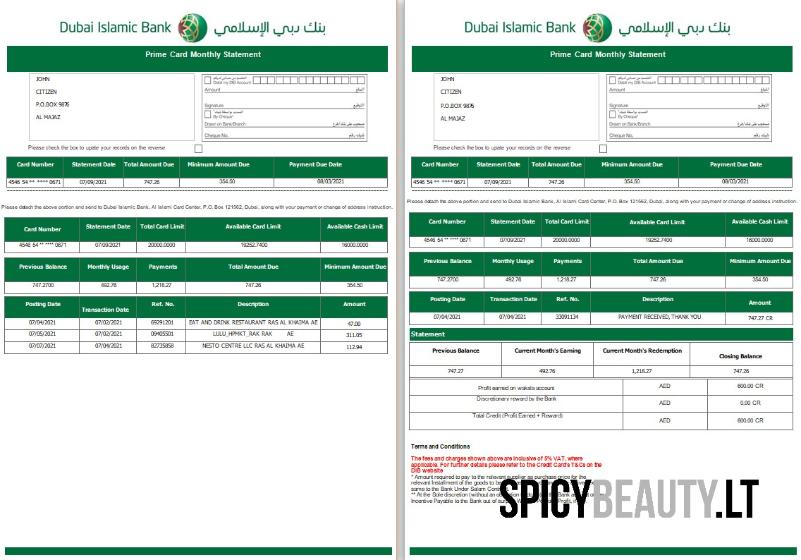 Dubai Islamic Bank بنك دبي الإسلامي
Prime Card Monthly Statement
JOHN
CITIZEN
P.O.BOX 9876
AL MAJAZ
Debit my DIB Account
Amount المبلغ
Signature التوقيع
By Cheque*
Drawn on Bank/Branch
Cheque No. شيك رقم
Please check the box to upate your records on the reverse
Card Number Statement Date Total Amount Due Minimum Amount Due Payment Due Date
4546 54 ** **** 0671 07/09/2021 747.26 354.50 08/03/2021
Please detach the above portion and send to Dubai Islamic Bank, Al Islami Card Center, P.O. Box 121662, Dubai, along with your payment or change of address instruction.
Card Number Statement Date Total Card Limit Available Card Limit Available Cash Limit
4546 54 ** **** 0671 07/09/2021 20000.0000 19252.7400 16000.0000
Previous Balance Monthly Usage Payments Total Amount Due Minimum Amount Due
747.2700 492.76 1,216.27 747.26 354.50
Posting Date Transaction Date Ref. No. Description Amount
07/04/2021 07/02/2021 69291201 EAT AND DRINK RESTAURANT RAS AL KHAIMA AE 47.00
07/05/2021 07/02/2021 09405501 LULU_HPMKT_RAK RAK AE 311.05
07/07/2021 07/04/2021 82735858 NESTO CENTRE LLC RAS AL KHAIMA AE 112.94
Dubai Islamic Bank بنك دبي الإسلامي
Prime Card Monthly Statement
JOHN
CITIZEN
P.O.BOX 9876
AL MAJAZ
Debit my DIB Account
Amount المبلغ
Signature التوقيع
By Cheque*
Drawn on Bank/Branch
Cheque No. شيك رقم
Please check the box to upate your records on the reverse
Card Number Statement Date Total Amount Due Minimum Amount Due Payment Due Date
4546 54 ** **** 0671 07/09/2021 747.26 354.50 08/03/2021
Please detach the above portion and send to Dubai Islamic Bank, Al Islami Card Center, P.O. Box 121662, Dubai, along with your payment or change of address instruction.
Card Number Statement Date Total Card Limit Available Card Limit Available Cash Limit
4546 54 ** **** 0671 07/09/2021 20000.0000 19252.7400 16000.0000
Previous Balance Monthly Usage Payments Total Amount Due Minimum Amount Due
747.2700 492.76 1,216.27 747.26 354.50
Posting Date Transaction Date Ref. No. Description Amount
07/04/2021 07/04/2021 33091134 PAYMENT RECEIVED, THANK YOU 747.27 CR
Statement
Previous Balance Current Month's Earning Current Month's Redemption Closing Balance
747.27 492.76 1,216.27 747.26
Profit earned on wakala account AED 600.00 CR
Discretionary reward by the Bank AED 0.00 CR
Total Credit (Profit Earned + Reward) AED 600.00 CR
Terms and Conditions
The fees and charges shown above are inclusive of 5% VAT, where
applicable. For further details please refer to the Credit Card's T&Cs on the
DIB website
* Amount required to pay to the relevant supplier as purchase price for the
relevant Installment of the goods to be
same to the Bank Under Salam
** At the Sole discretion (without an
Incentive Payable to the Bank out of
SPICYBEAUTY.LT